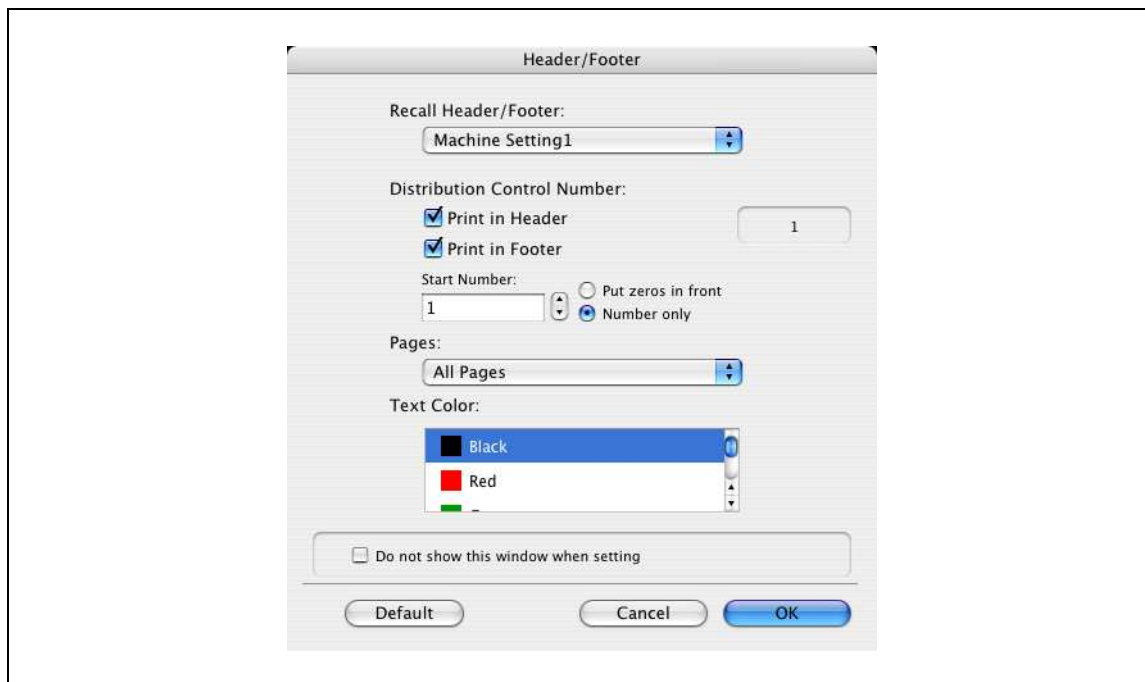 Header/Footer
Recall Header/Footer:
Machine Setting1
Distribution Control Number:
Print in Header
1
Print in Footer
Start Number:
Put zeros in front
1
Number only
Pages:
All Pages
Text Color:
Black
Red
Do not show this window when setting
Default Cancel OK